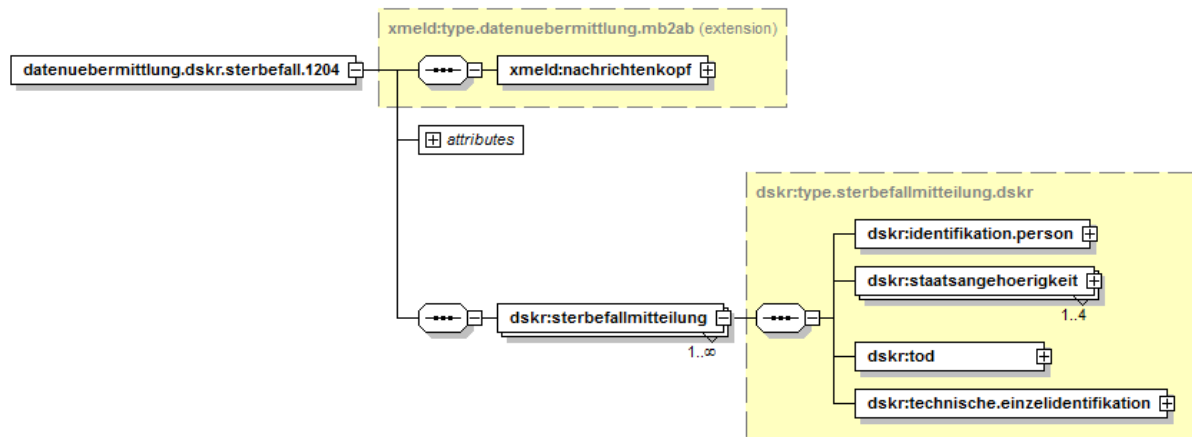 xmeld:type.datenuebermittlung.mb2ab (extension)
datenuebermittlung.dskr.sterbefall.1204
xmeld:nachrichtenkopf
attributes
dskr:type.sterbefallmitteilung.dskr
dskr:identifikation.person
dskr:staatsangehoerigkeit
1..4
dskr:sterbefallmitteilung
1..∞
dskr:tod
dskr:technische.einzelidentifikation